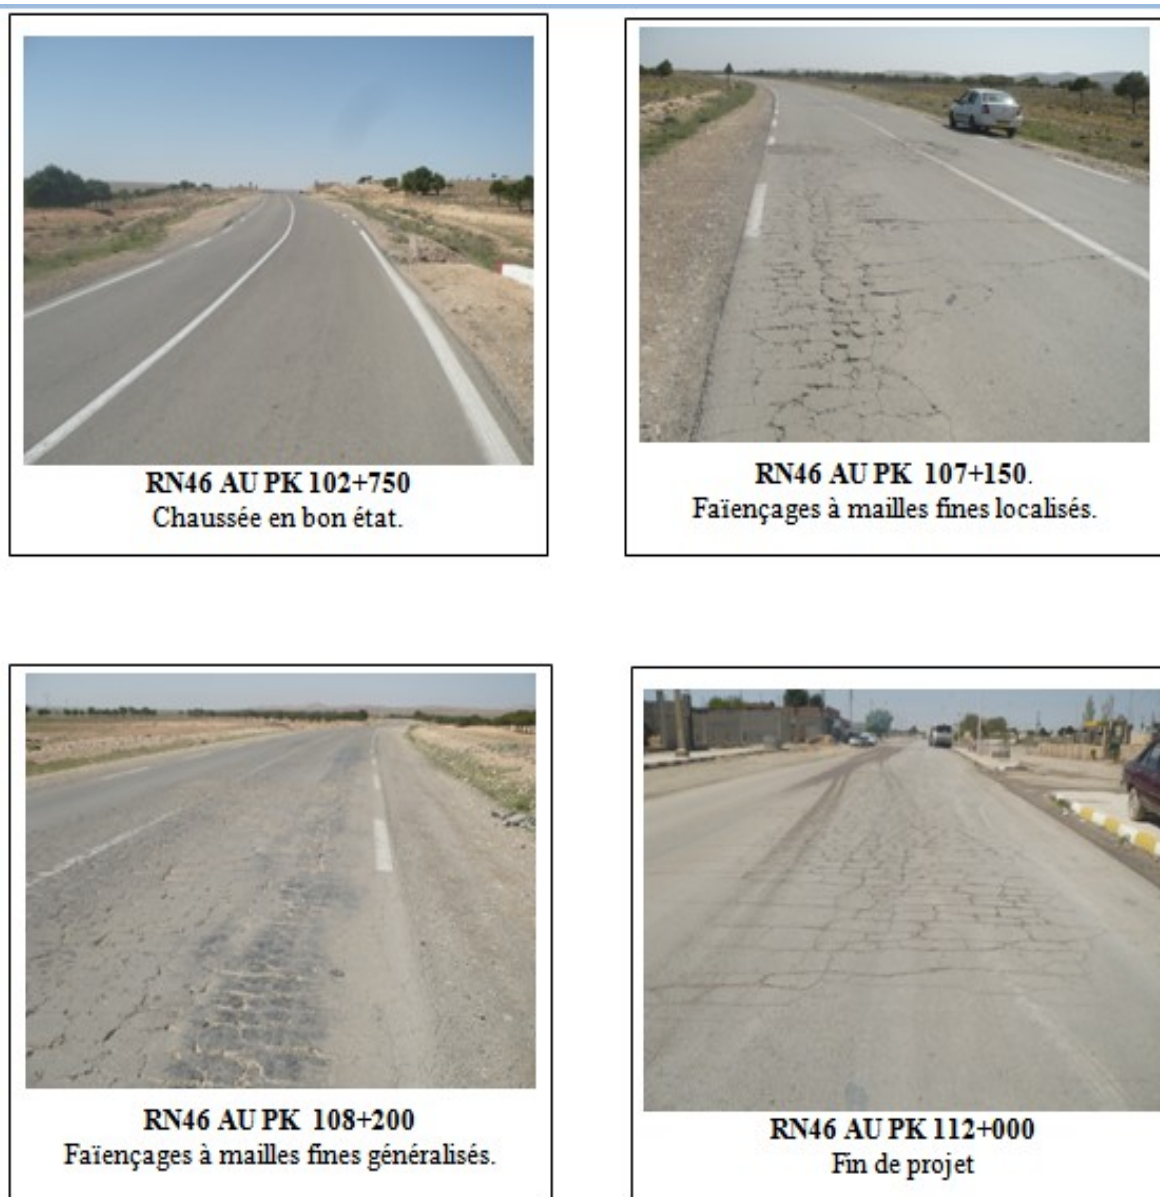 RN46 AU PK 102+750
Chaussée en bon état.
RN46 AU PK 107+150.
Faïençages à mailles fines localisés.
RN46 AU PK 108+200
Faïençages à mailles fines généralisés.
RN46 AU PK 112+000
Fin de projet